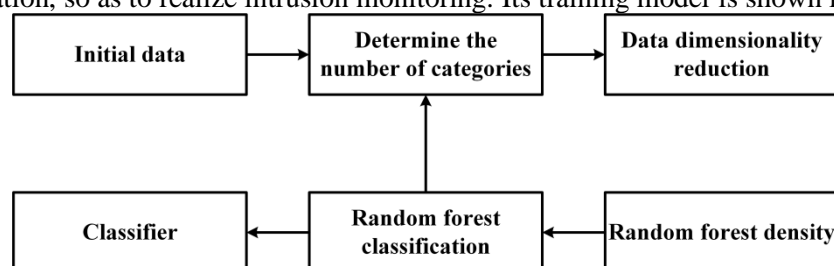 ation, so as to realize intrusion monitoring. Its training model is shown i
Initial data
Determine the
number of categories
Data dimensionality
reduction
Classifier
Random forest
classification
Random forest density